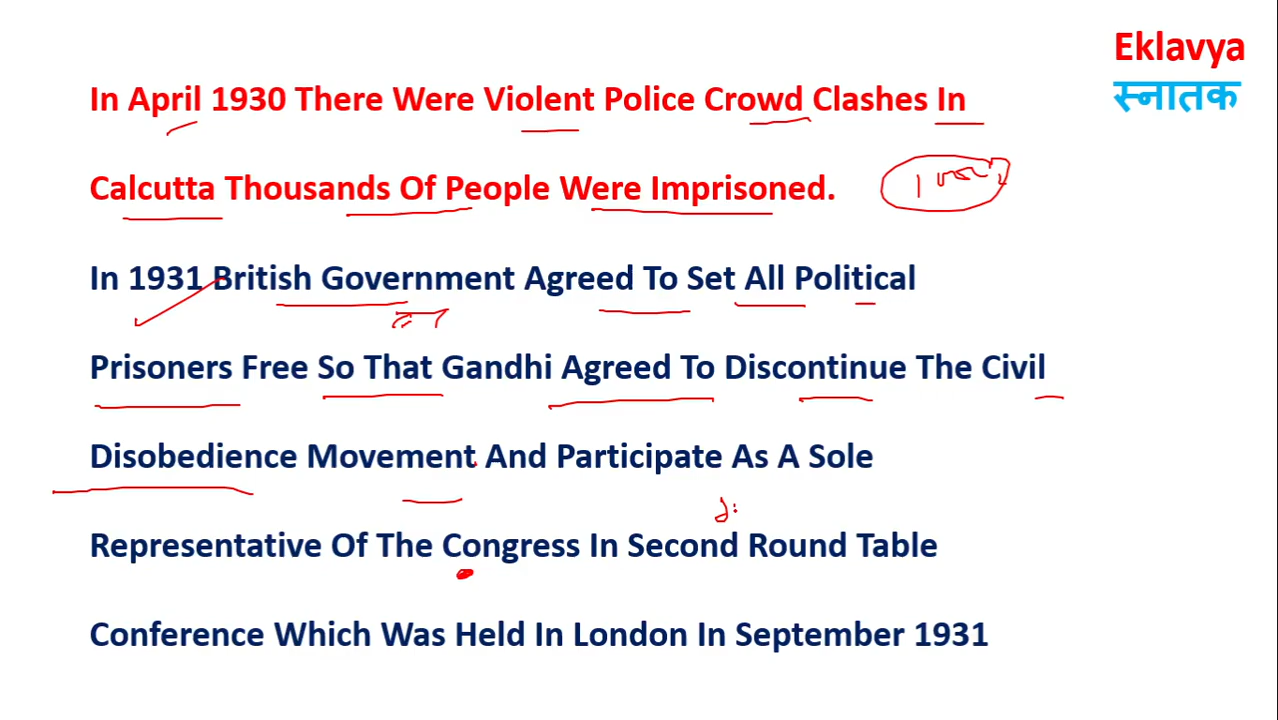 Eklavya
स्नातक
In April 1930 There Were Violent Police Crowd Clashes In
Calcutta Thousands Of People Were Imprisoned.
In 1931 British Government Agreed To Set All Political
Prisoners Free So That Gandhi Agreed To Discontinue The Civil
Disobedience Movement And Participate As A Sole
Representative Of The Congress In Second Round Table
Conference Which Was Held In London In September 1931